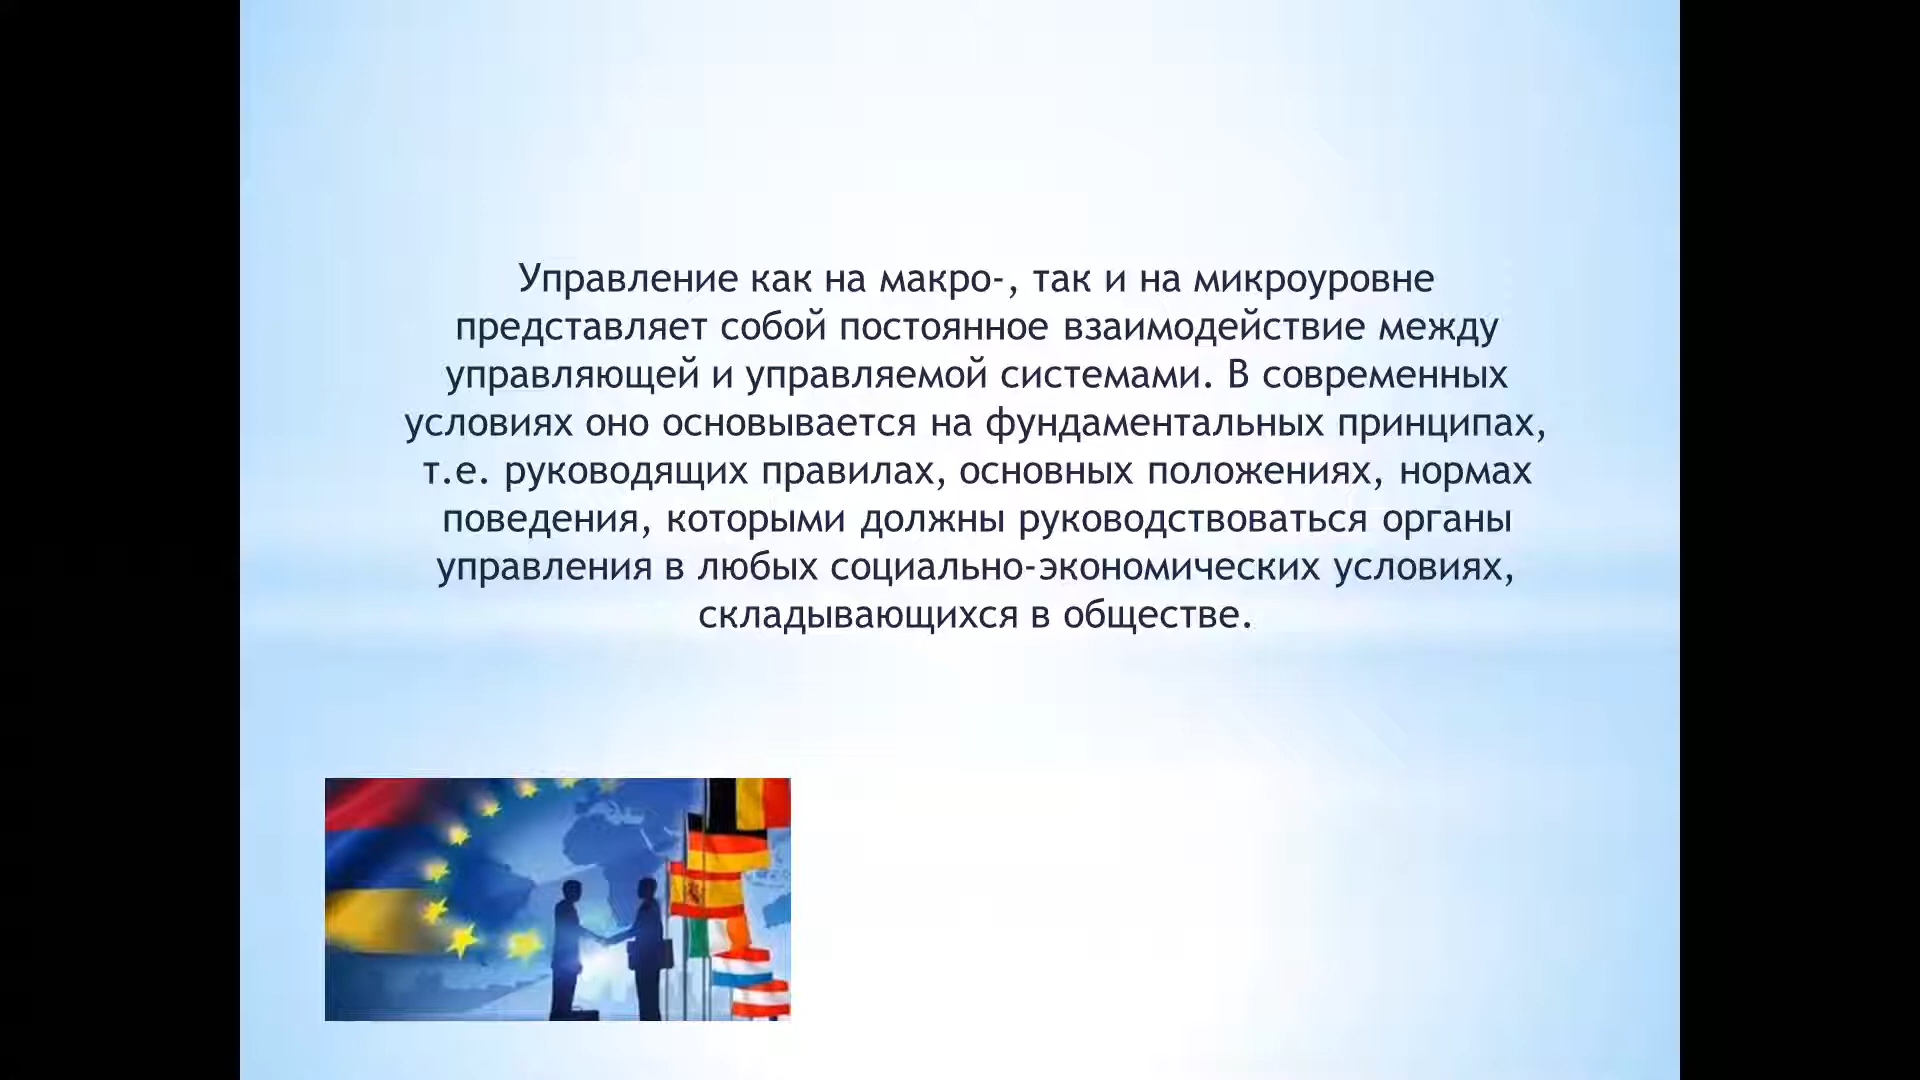 Управление как на макро-, так и на микроуровне
представляет собой постоянное взаимодействие между
управляющей и управляемой системами. В современных
условиях оно основывается на фундаментальных принципах,
т.е. руководящих правилах, основных положениях, нормах
поведения, которыми должны руководствоваться органы
управления в любых социально-экономических условиях,
складывающихся в обществе.